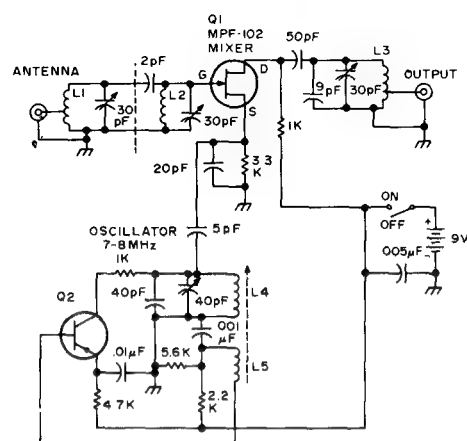 Q1
MPF-102
MIXER
ANTENNA
2pF
50pF
L3
OUTPUT
L1
L2
G
D
S
30
pF
30pF
9pF
30pF
1K
20pF
3.3
K
ON
OFF
+
-
9V
5pF
OSCILLATOR
7-8MHz
1K
Q2
40pF
40pF
L4
.005µF
.01µF
5.6K
.001
µF
L5
4.7K
2.2
K